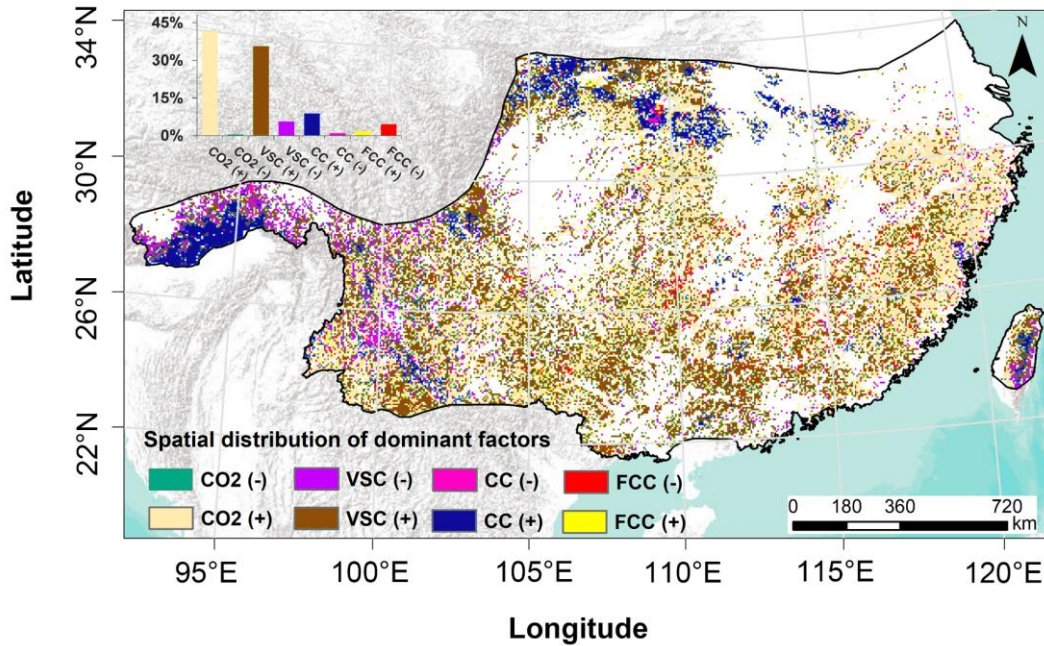 45%
30%
15%
0%
CO2 (+)
CO2 (-)
VSC (+)
VSC (-)
CC (+)
CC (-)
FCC (+)
FCC (-)
N
34°N
30°N
26°N
22°N
Latitude
Spatial distribution of dominant factors
CO2 (-) VSC (-) CC (-) FCC (-)
CO2 (+) VSC (+) CC (+) FCC (+)
0 180 360 720
km
95°E 100°E 105°E 110°E 115°E 120°E
Longitude